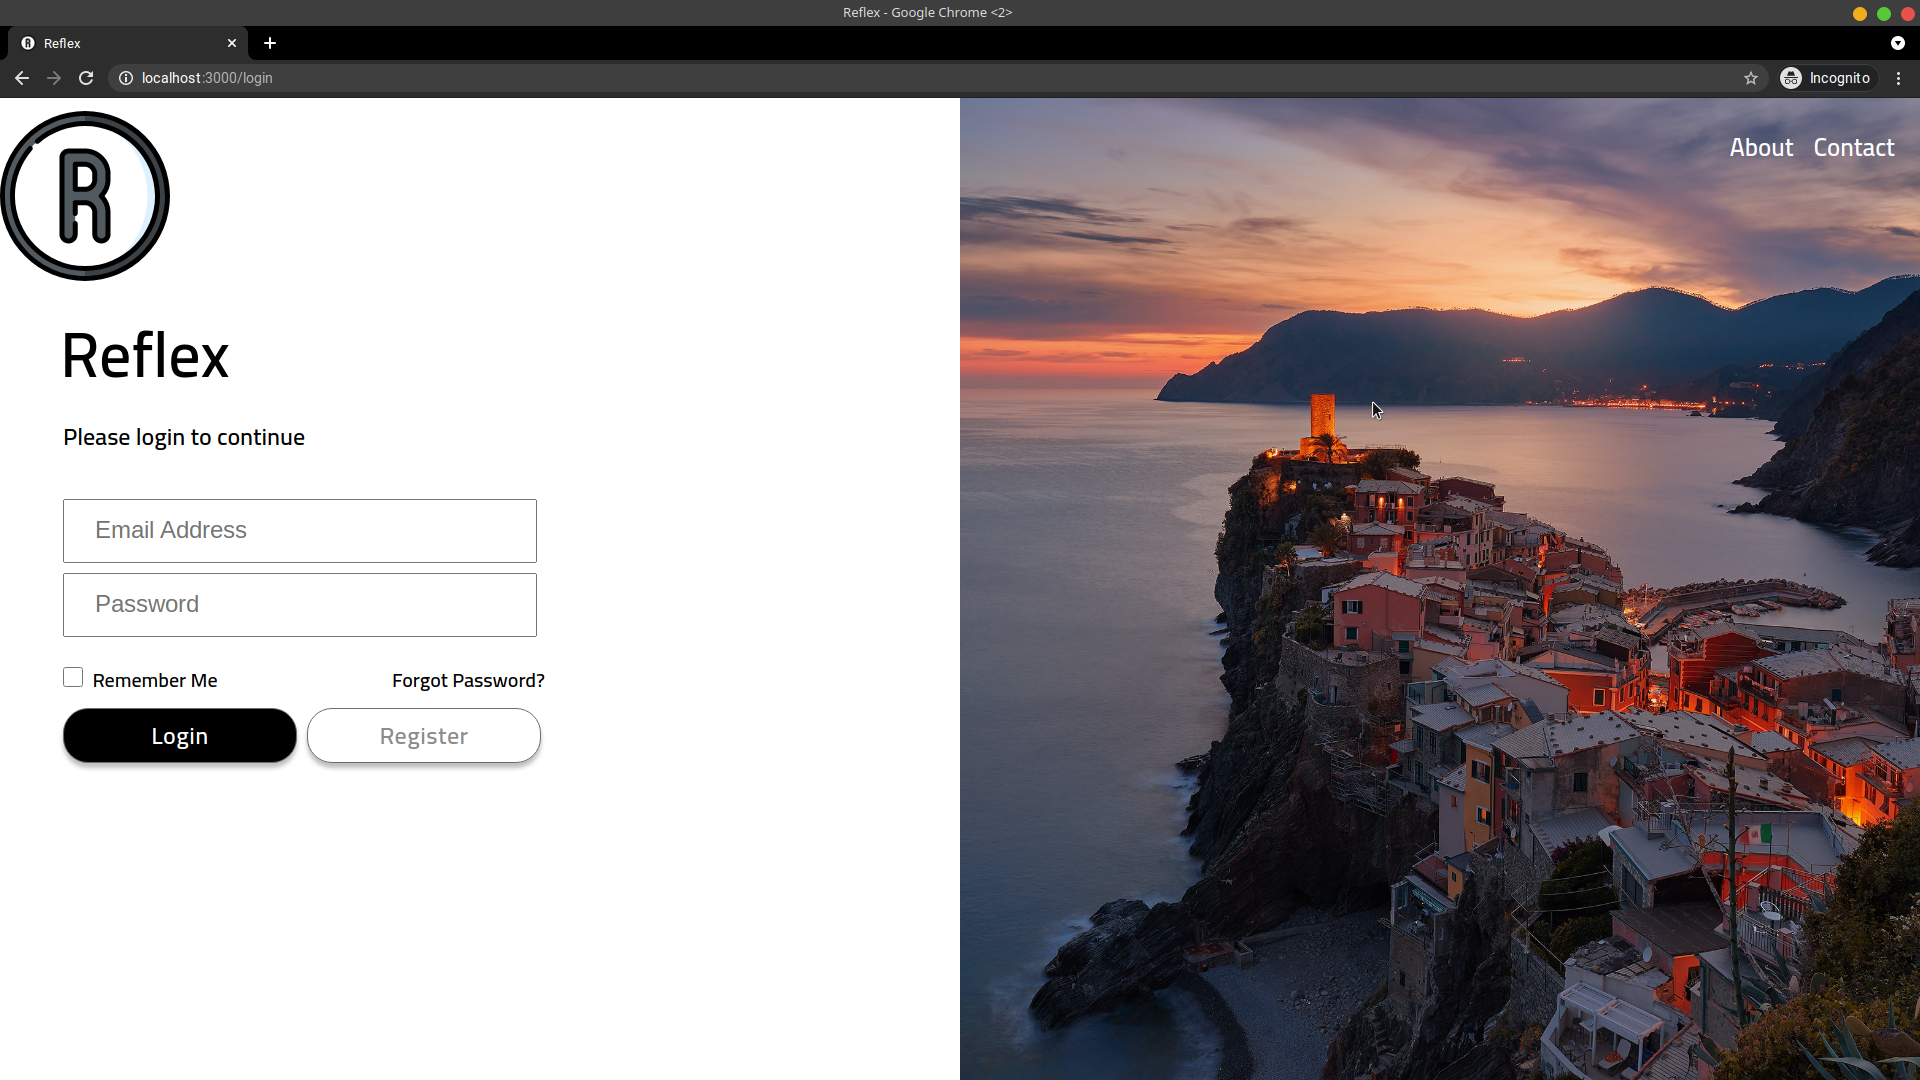 Reflex - Google Chrome <2>
Reflex
localhost:3000/login
Incognito
R
About Contact
Reflex
Please login to continue
Email Address
Password
Remember Me Forgot Password?
Login Register